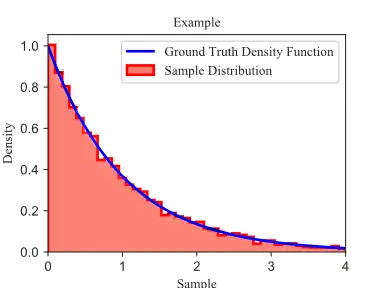 Example
Ground Truth Density Function
Sample Distribution
Density
1.0
0.8
0.6
0.4
0.2
0.0
0 1 2 3 4
Sample